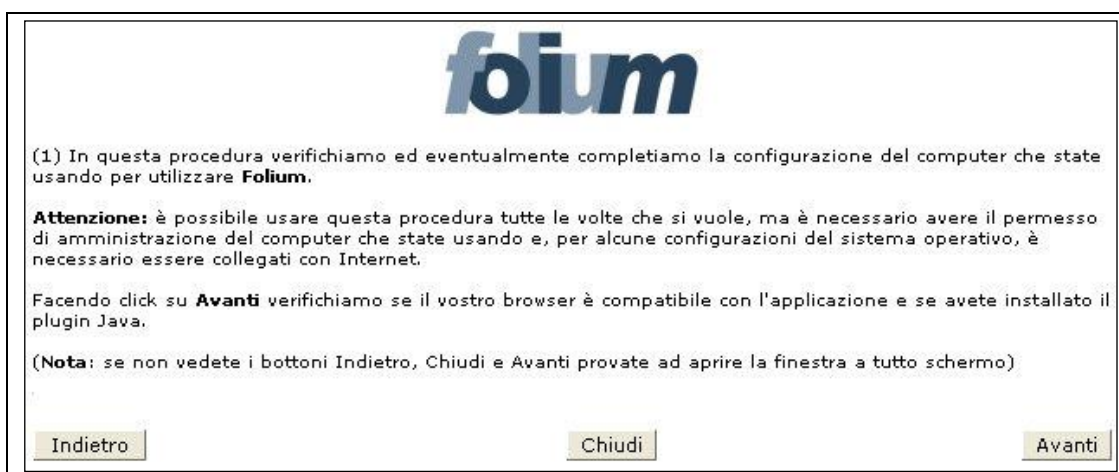 folium
(1) In questa procedura verifichiamo ed eventualmente completiamo la configurazione del computer che state
usando per utilizzare Folium.
Attenzione: è possibile usare questa procedura tutte le volte che si vuole, ma è necessario avere il permesso
di amministrazione del computer che state usando e, per alcune configurazioni del sistema operativo, è
necessario essere collegati con Internet.
Facendo click su Avanti verifichiamo se il vostro browser è compatibile con l'applicazione e se avete installato il
plugin Java.
(Nota: se non vedete i bottoni Indietro, Chiudi e Avanti provate ad aprire la finestra a tutto schermo)
Indietro Chiudi Avanti